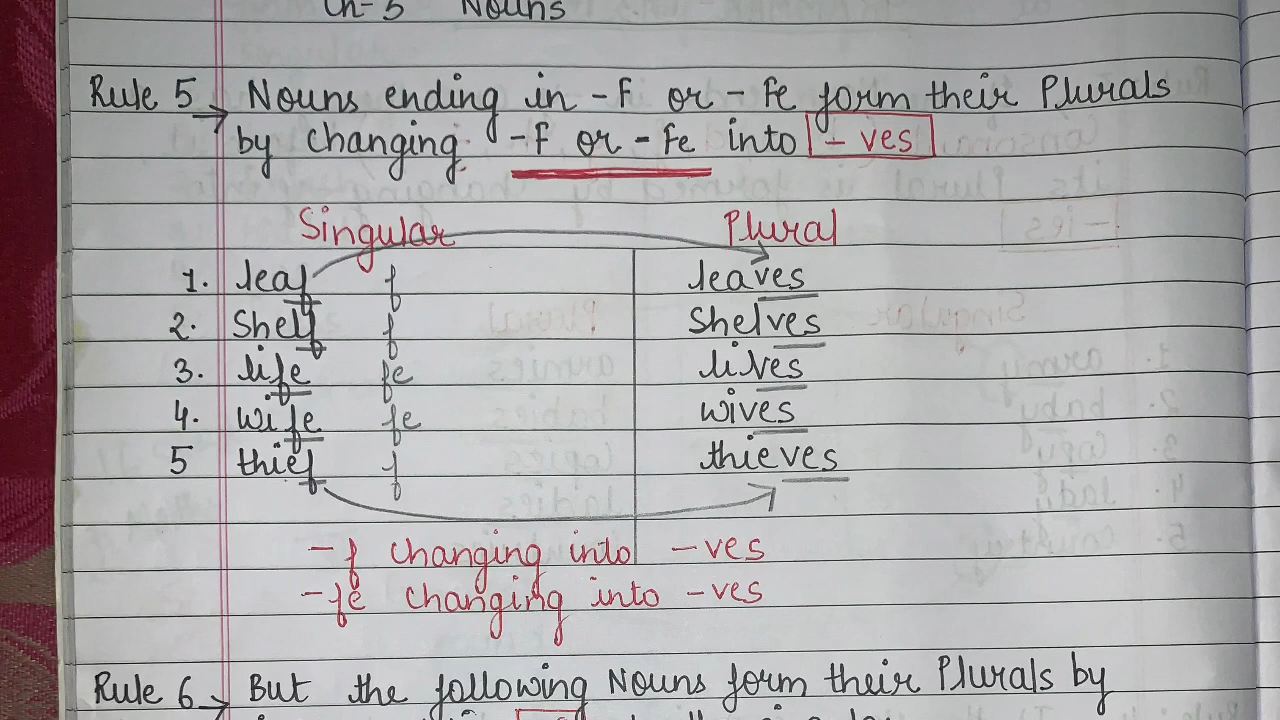 Ch-5 Nouns
Rule 5 → Nouns ending in -f or - fe form their Plurals
by changing -f or - fe into - ves
Singular Plural
1. leaf f leaves
2. Shelf f Shelves
3. life fe lives
4. wife fe wives
5 thief f thieves
- f changing into - ves
- fe changing into - ves
Rule 6 → But the following Nouns form their Plurals by